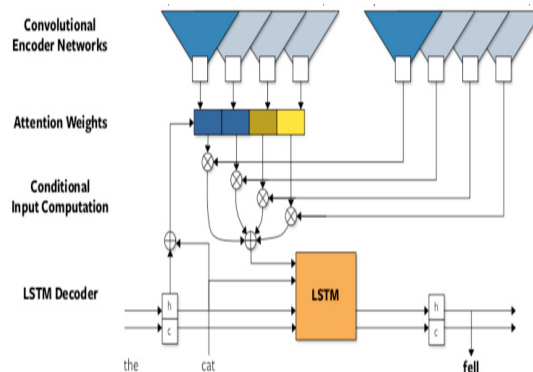 Convolutional
Encoder Networks
Attention Weights
Conditional
Input Computation
LSTM Decoder
LSTM
h
c
h
c
the
cat
fell